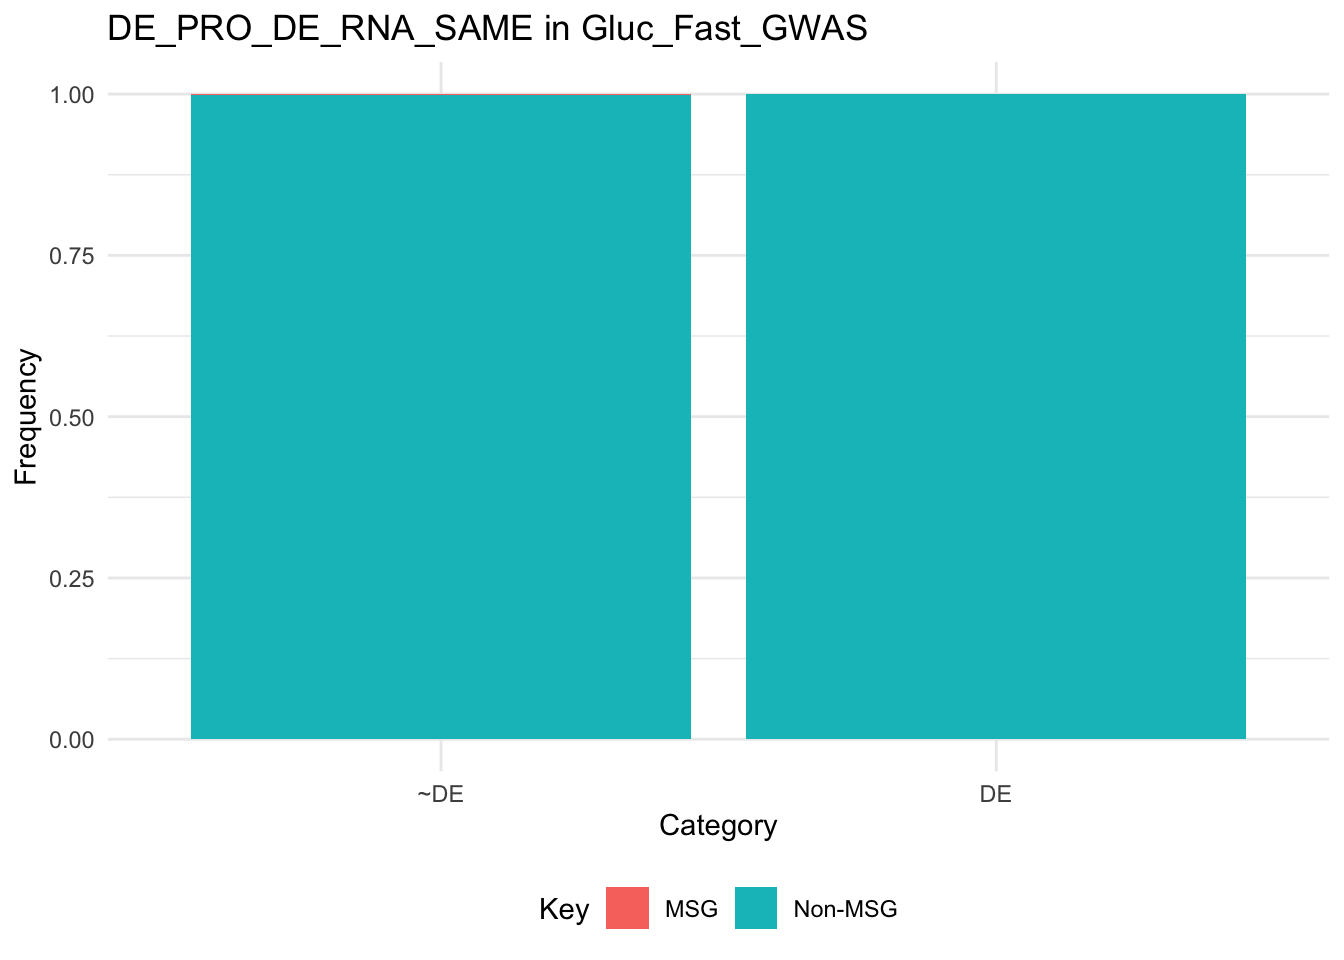 DE_PRO_DE_RNA_SAME in Gluc_Fast_GWAS
1.00
0.75
0.50
0.25
0.00
Frequency
~DE DE
Category
Key MSG Non-MSG